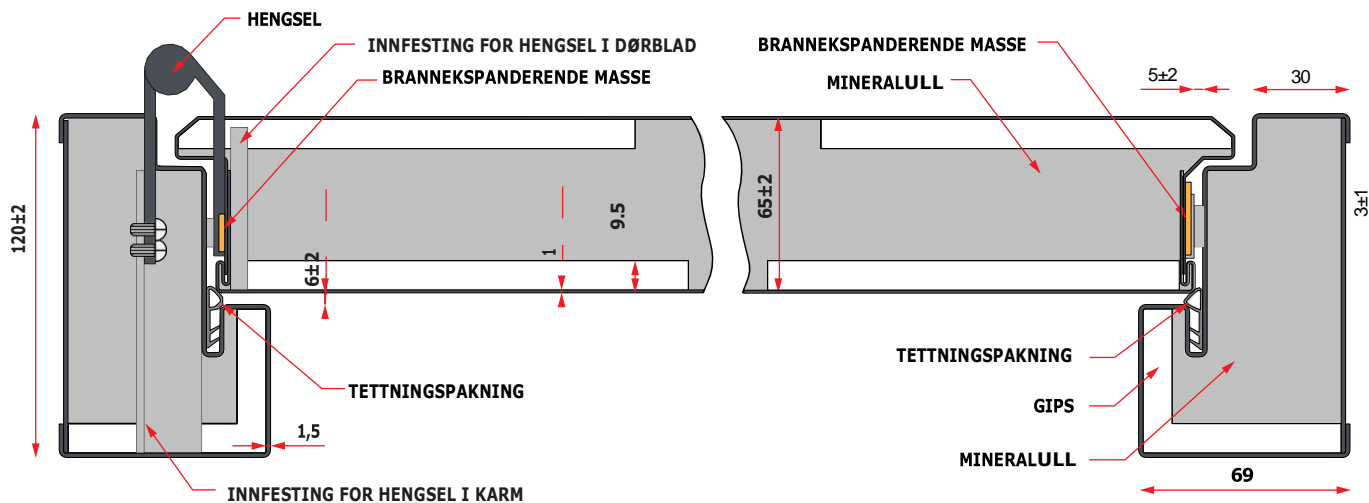 HENGSEL
INNFESTING FOR HENGSEL I DØRBLAD
BRANNEKSPANDERENDE MASSE
BRANNEKSPANDERENDE MASSE
MINERALULL
5±2
30
120±2
65±2
9.5
6±2
1
3±1
TETTNINGSPAKNING
TETTNINGSPAKNING
GIPS
1,5
MINERALULL
69
INNFESTING FOR HENGSEL I KARM